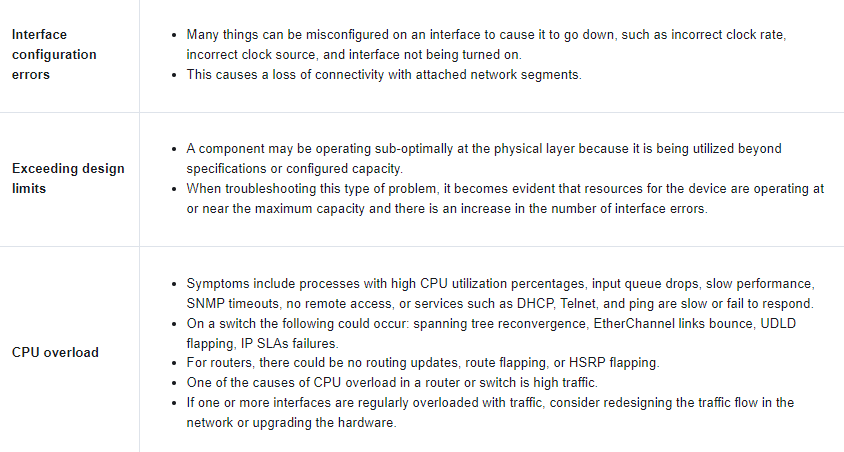 Interface
configuration
errors
• Many things can be misconfigured on an interface to cause it to go down, such as incorrect clock rate,
incorrect clock source, and interface not being turned on.
• This causes a loss of connectivity with attached network segments.
Exceeding design
limits
• A component may be operating sub-optimally at the physical layer because it is being utilized beyond
specifications or configured capacity.
• When troubleshooting this type of problem, it becomes evident that resources for the device are operating at
or near the maximum capacity and there is an increase in the number of interface errors.
CPU overload
• Symptoms include processes with high CPU utilization percentages, input queue drops, slow performance,
SNMP timeouts, no remote access, or services such as DHCP, Telnet, and ping are slow or fail to respond.
• On a switch the following could occur: spanning tree reconvergence, EtherChannel links bounce, UDLD
flapping, IP SLAs failures.
• For routers, there could be no routing updates, route flapping, or HSRP flapping.
• One of the causes of CPU overload in a router or switch is high traffic.
• If one or more interfaces are regularly overloaded with traffic, consider redesigning the traffic flow in the
network or upgrading the hardware.